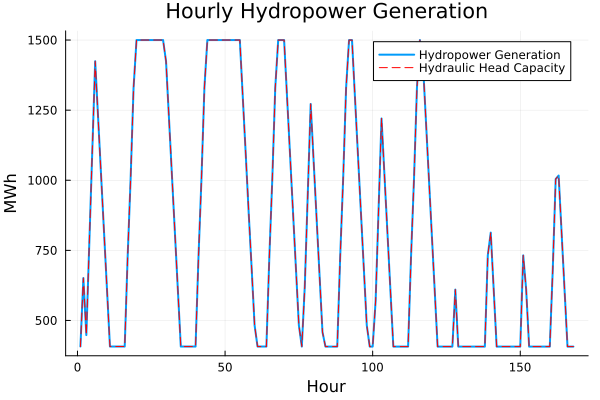 Hourly Hydropower Generation
1500
1250
1000
750
500
MWh
Hydropower Generation
Hydraulic Head Capacity
0
50
100
150
Hour